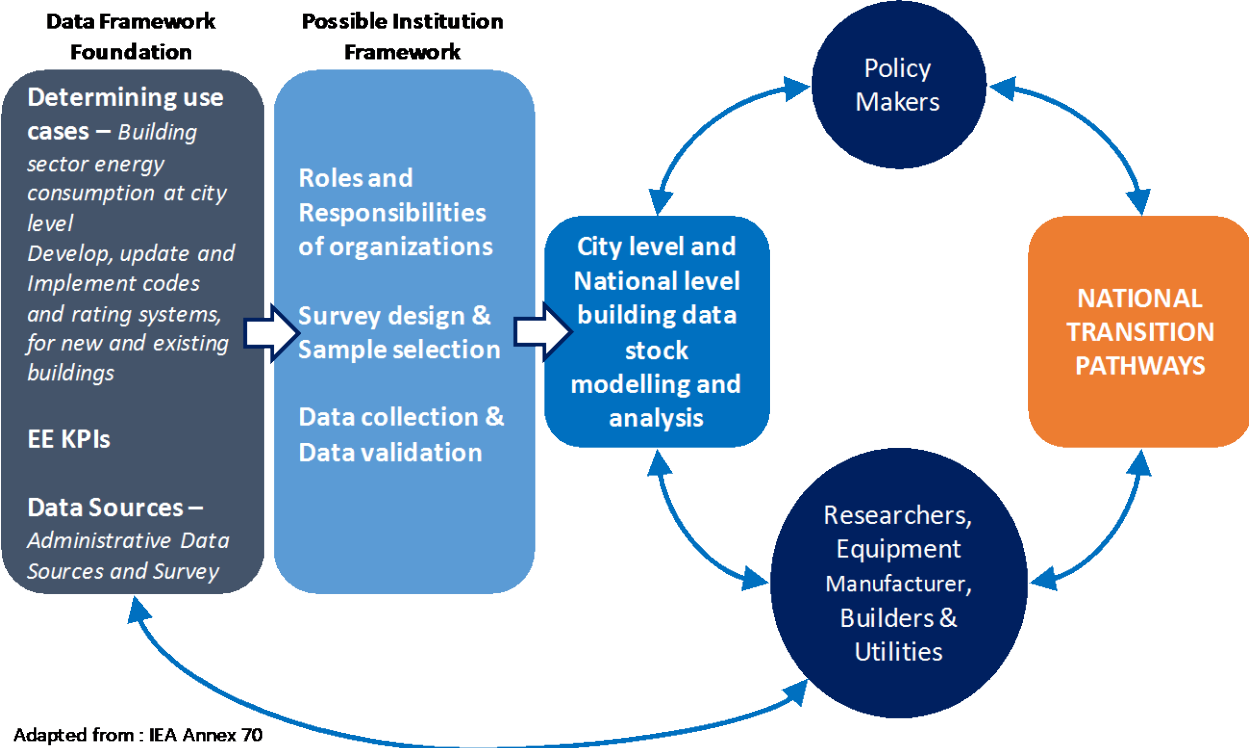 Data Framework
Foundation
Determining use
cases – Building
sector energy
consumption at city
level
Develop, update and
Implement codes
and rating systems,
for new and existing
buildings
EE KPIs
Data Sources –
Administrative Data
Sources and Survey
Possible Institution
Framework
Roles and
Responsibilities
of organizations
Survey design &
Sample selection
Data collection &
Data validation
City level and
National level
building data
stock
modelling and
analysis
Policy
Makers
NATIONAL
TRANSITION
PATHWAYS
Researchers,
Equipment
Manufacturer,
Builders &
Utilities
Adapted from : IEA Annex 70